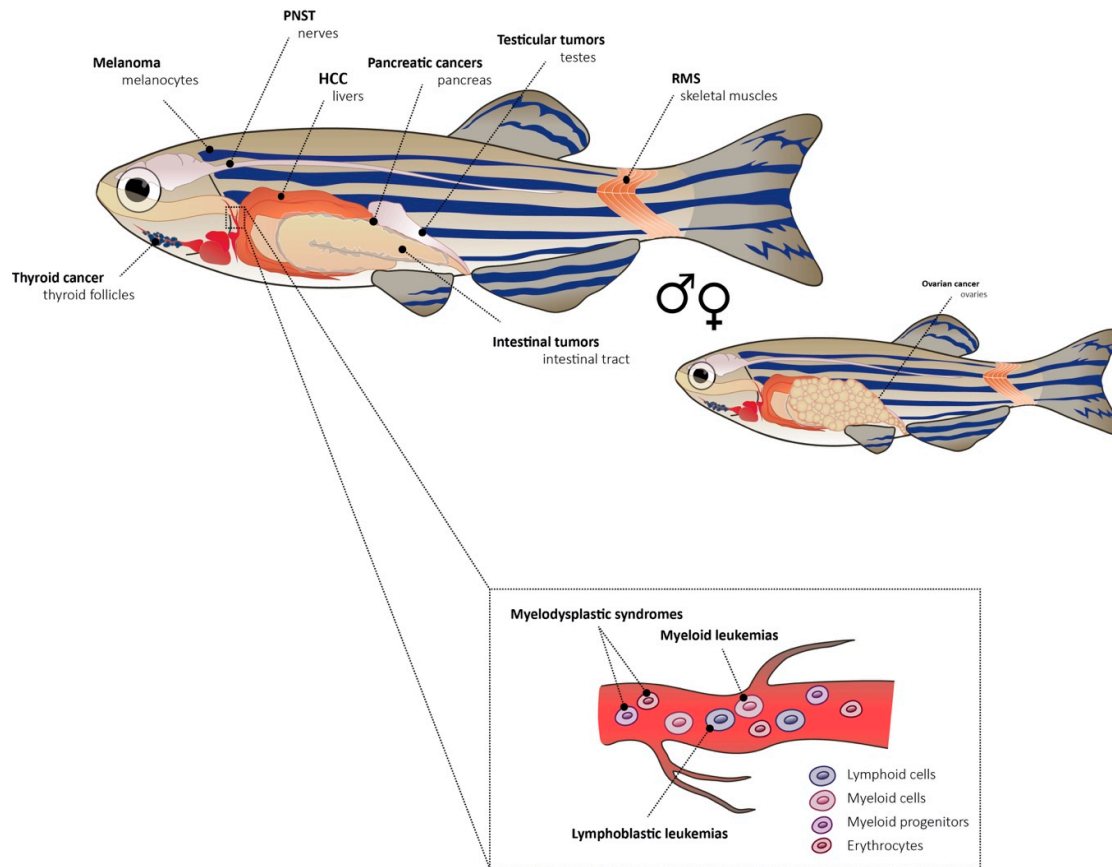 PNST
nerves
Testicular tumors
testes
Melanoma
melanocytes
HCC
livers
Pancreatic cancers
pancreas
RMS
skeletal muscles
Thyroid cancer
thyroid follicles
Intestinal tumors
intestinal tract
♂♀
Ovarian cancer
ovaries
Myelodysplastic syndromes
Myeloid leukemias
Lymphoblastic leukemias
Lymphoid cells
Myeloid cells
Myeloid progenitors
Erythrocytes